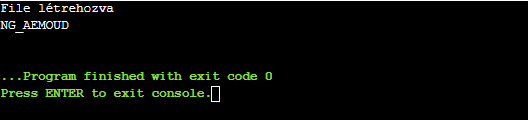 File létrehozva
NG_AEMOUD
...Program finished with exit code 0
Press ENTER to exit console.